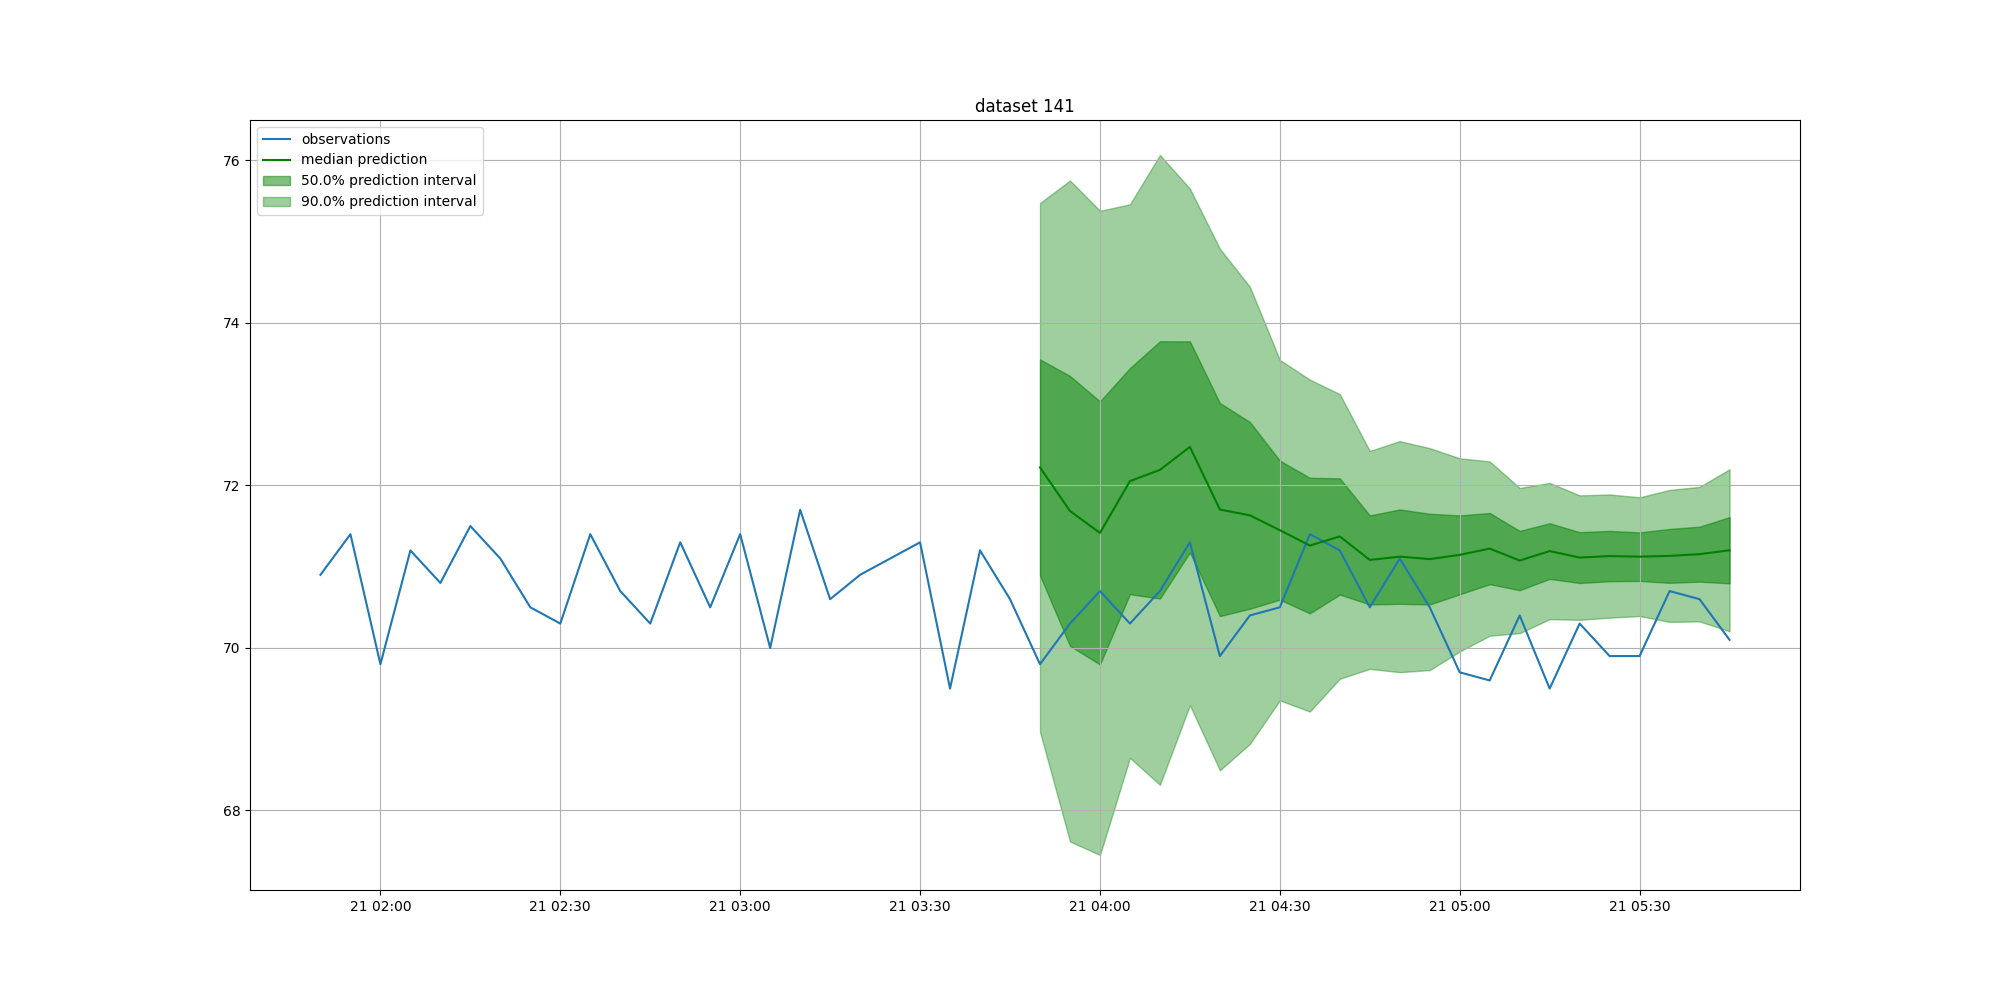 dataset 141
observations
median prediction
50.0% prediction interval
90.0% prediction interval
76
74
72
70
68
21 02:00
21 02:30
21 03:00
21 03:30
21 04:00
21 04:30
21 05:00
21 05:30